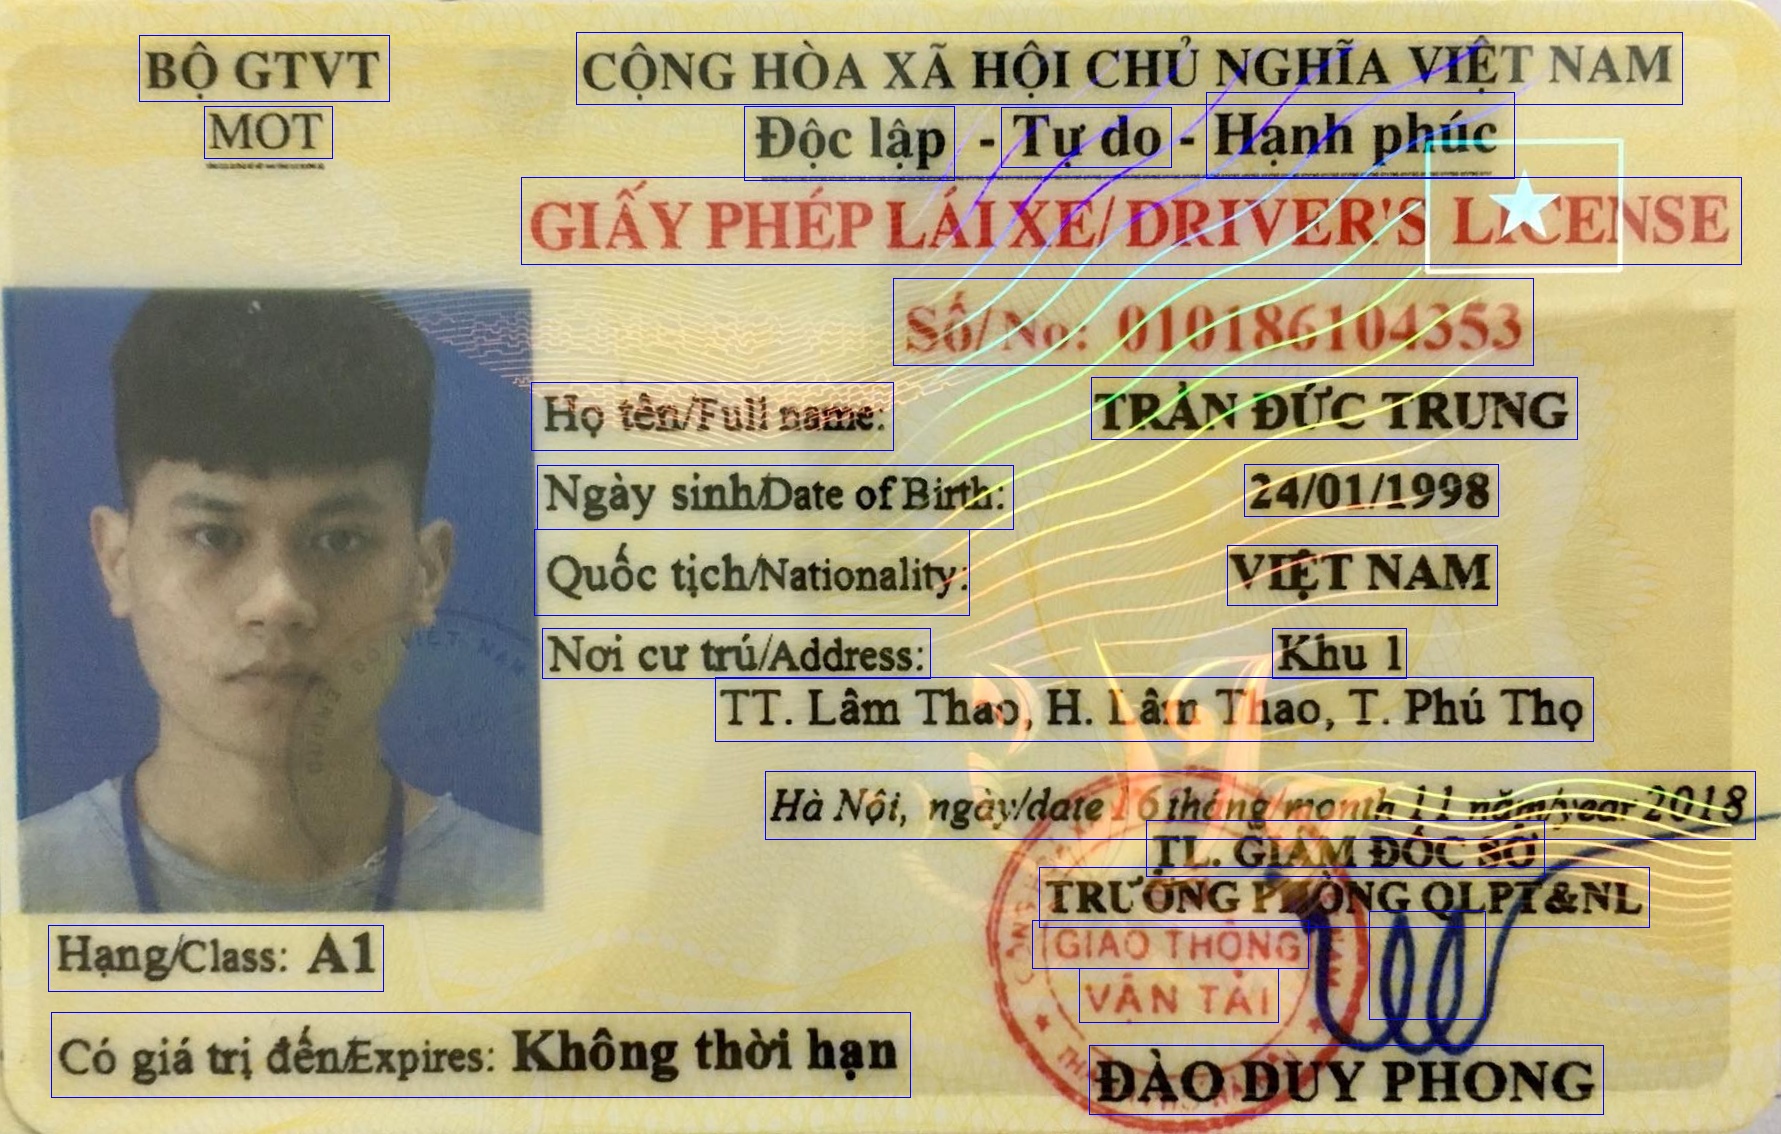 BỘ GTVT
MOT
CỘNG HÒA XÃ HỘI CHỦ NGHĨA VIỆT NAM
Độc lập - Tự do - Hạnh phúc
GIẤY PHÉP LÁI XE/ DRIVER'S LICENSE
Số/ No: 010186104353
Họ tên/Full name: TRẦN ĐỨC TRUNG
Ngày sinh/Date of Birth: 24/01/1998
Quốc tịch/Nationality: VIỆT NAM
Nơi cư trú/Address: Khu 1
TT. Lâm Thao, H. Lâm Thao, T. Phú Thọ
Hà Nội, ngày/date 16 tháng/month 11 năm/year 2018
TL. GIÁM ĐỐC SỞ
TRƯỞNG PHÒNG QLPT&NL
GIAO THÔNG
VẬN TẢI
ĐÀO DUY PHONG
Hạng/Class: A1
Có giá trị đến/Expires: Không thời hạn